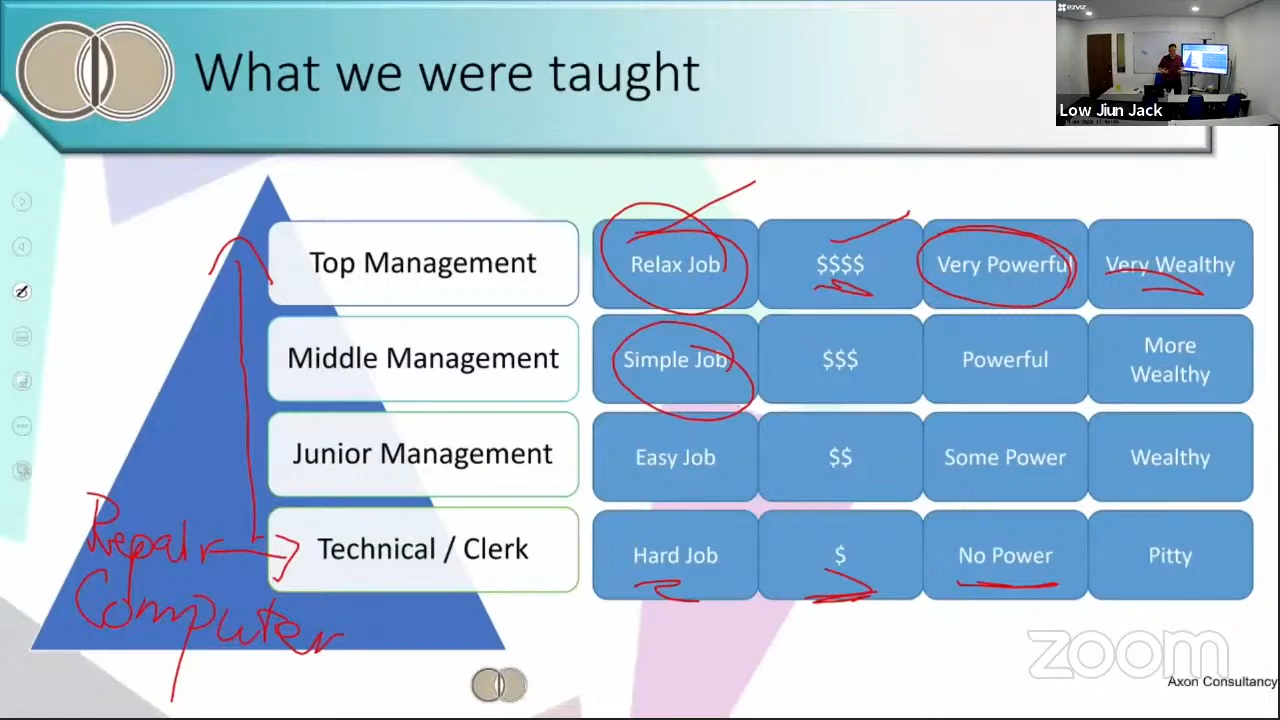 What we were taught
ezviz
Low Jiun Jack
Top Management
Relax Job
$$$$
Very Powerful
Very Wealthy
Middle Management
Simple Job
$$$
Powerful
More
Wealthy
Junior Management
Easy Job
$$
Some Power
Wealthy
Technical / Clerk
Hard Job
$
No Power
Pitty
Repair
Computer
zoom
Axon Consultancy